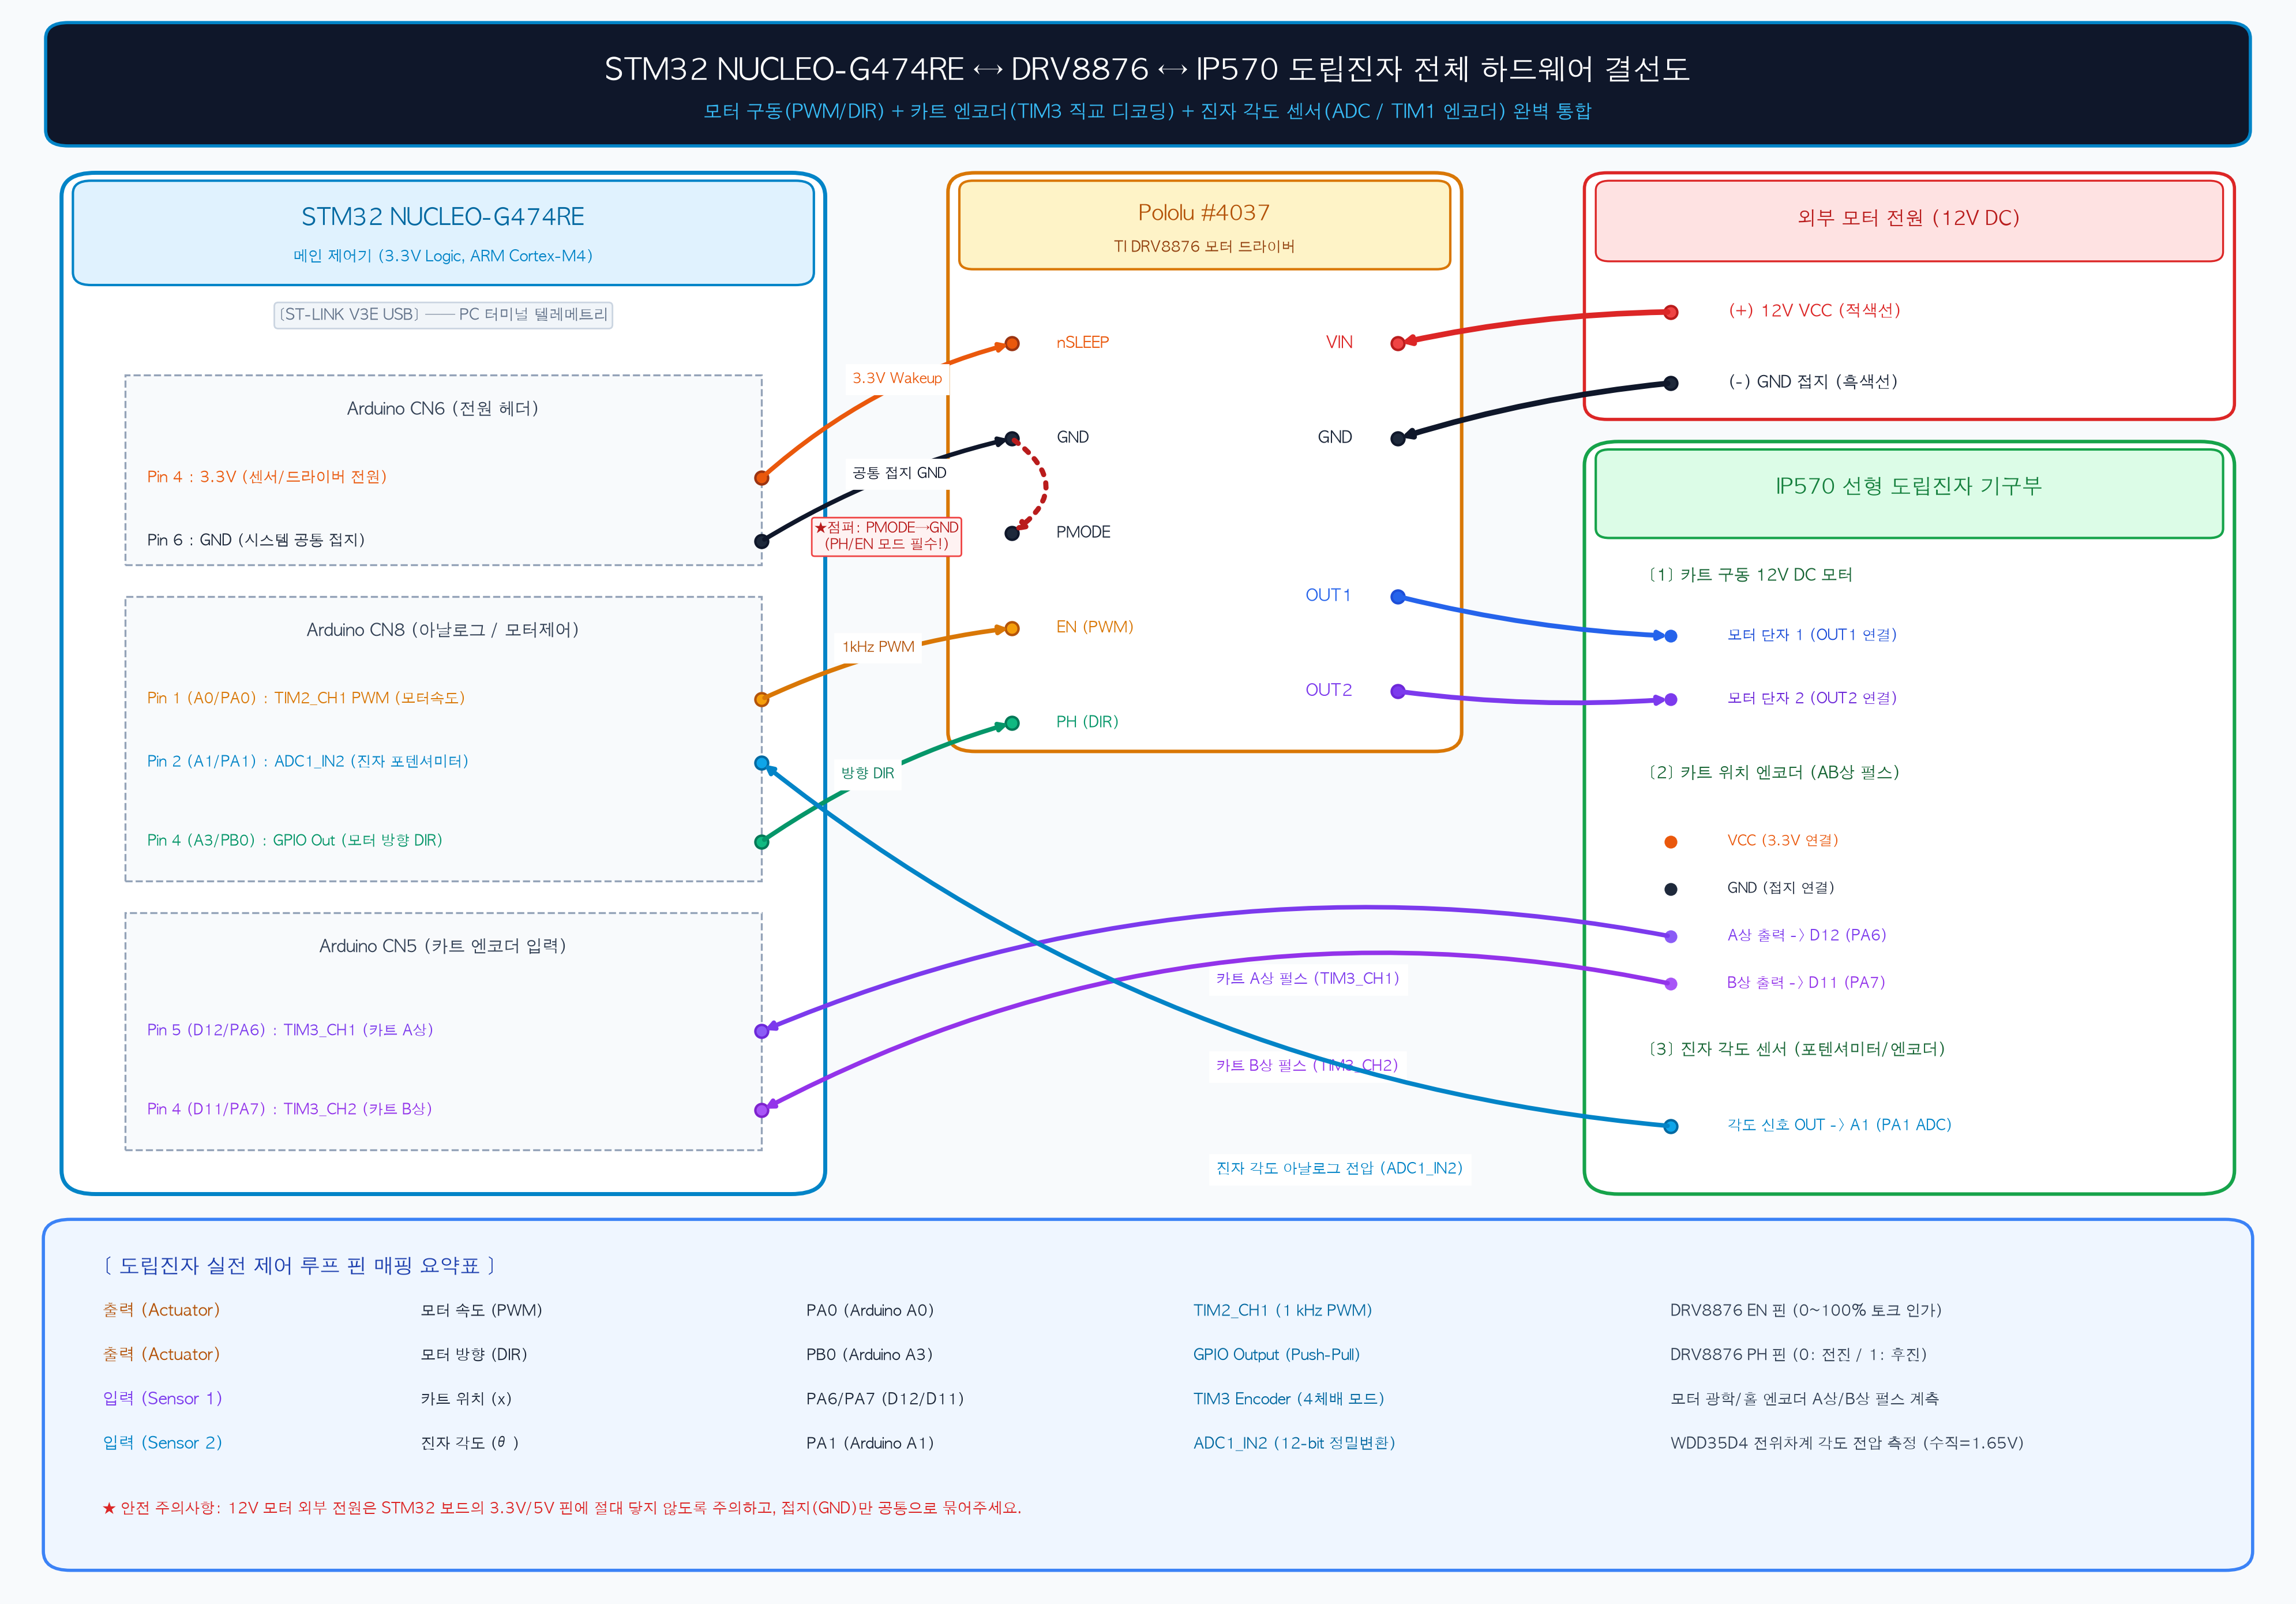 STM32 NUCLEO-G474RE ↔ DRV8876 ↔ IP570 도립진자 전체 하드웨어 결선도
모터 구동(PWM/DIR) + 카트 엔코더(TIM3 직교 디코딩) + 진자 각도 센서(ADC / TIM1 엔코더) 완벽 통합
STM32 NUCLEO-G474RE
메인 제어기 (3.3V Logic, ARM Cortex-M4)
[ST-LINK V3E USB] —— PC 터미널 텔레메트리
Arduino CN6 (전원 헤더)
Pin 4 : 3.3V (센서/드라이버 전원)
Pin 6 : GND (시스템 공통 접지)
Arduino CN8 (아날로그 / 모터제어)
Pin 1 (A0/PA0) : TIM2_CH1 PWM (모터속도)
Pin 2 (A1/PA1) : ADC1_IN2 (진자 포텐셔미터)
Pin 4 (A3/PB0) : GPIO Out (모터 방향 DIR)
Arduino CN5 (카트 엔코더 입력)
Pin 5 (D12/PA6) : TIM3_CH1 (카트 A상)
Pin 4 (D11/PA7) : TIM3_CH2 (카트 B상)
3.3V Wakeup
공통 접지 GND
★점퍼: PMODE→GND
(PH/EN 모드 필수!)
1kHz PWM
방향 DIR
Pololu #4037
TI DRV8876 모터 드라이버
nSLEEP
VIN
GND
GND
PMODE
OUT1
EN (PWM)
OUT2
PH (DIR)
카트 A상 펄스 (TIM3_CH1)
카트 B상 펄스 (TIM3_CH2)
진자 각도 아날로그 전압 (ADC1_IN2)
외부 모터 전원 (12V DC)
(+) 12V VCC (적색선)
(-) GND 접지 (흑색선)
IP570 선형 도립진자 기구부
[1] 카트 구동 12V DC 모터
모터 단자 1 (OUT1 연결)
모터 단자 2 (OUT2 연결)
[2] 카트 위치 엔코더 (AB상 펄스)
VCC (3.3V 연결)
GND (접지 연결)
A상 출력 -> D12 (PA6)
B상 출력 -> D11 (PA7)
[3] 진자 각도 센서 (포텐셔미터/엔코더)
각도 신호 OUT -> A1 (PA1 ADC)
[ 도립진자 실전 제어 루프 핀 매핑 요약표 ]
출력 (Actuator) 모터 속도 (PWM) PA0 (Arduino A0) TIM2_CH1 (1 kHz PWM) DRV8876 EN 핀 (0~100% 토크 인가)
출력 (Actuator) 모터 방향 (DIR) PB0 (Arduino A3) GPIO Output (Push-Pull) DRV8876 PH 핀 (0: 전진 / 1: 후진)
입력 (Sensor 1) 카트 위치 (x) PA6/PA7 (D12/D11) TIM3 Encoder (4체배 모드) 모터 광학/홀 엔코더 A상/B상 펄스 계측
입력 (Sensor 2) 진자 각도 (θ ) PA1 (Arduino A1) ADC1_IN2 (12-bit 정밀변환) WDD35D4 전위차계 각도 전압 측정 (수직=1.65V)
★ 안전 주의사항: 12V 모터 외부 전원은 STM32 보드의 3.3V/5V 핀에 절대 닿지 않도록 주의하고, 접지(GND)만 공통으로 묶어주세요.